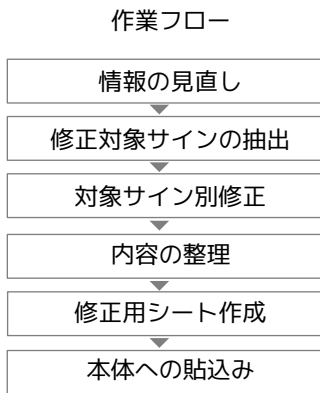 作業フロー
情報の見直し
修正対象サインの抽出
対象サイン別修正
内容の整理
修正用シート作成
本体への貼込み